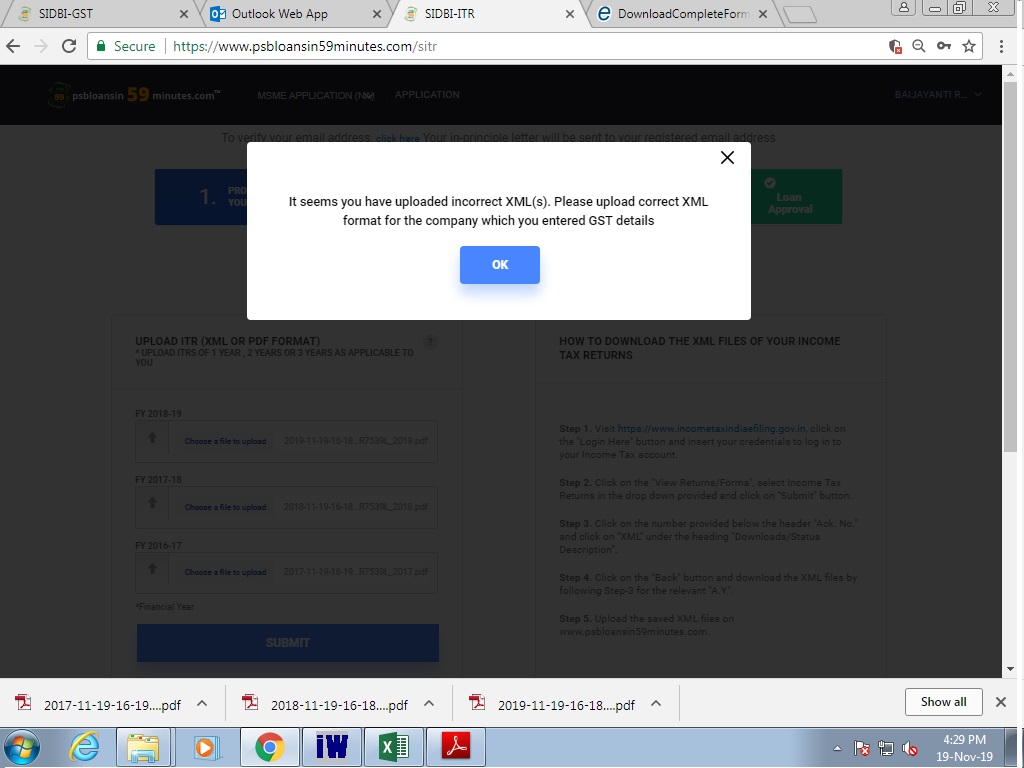 SIDBI-GST
Outlook Web App
SIDBI-ITR
DownloadCompleteForm
Secure
https://www.psbloansin59minutes.com/sitr
psbloansin 59 minutes.com™
MSME APPLICATION
APPLICATION
BAIJAYANTI R...
To verify your email address, click here Your in-principle letter will be sent to your registered email address
1.
Loan
Approval
It seems you have uploaded incorrect XML(s). Please upload correct XML
format for the company which you entered GST details
OK
UPLOAD ITR (XML OR PDF FORMAT)
?
* UPLOAD ITRS OF 1 YEAR , 2 YEARS OR 3 YEARS AS APPLICABLE TO
YOU
FY 2018-19
Choose a file to upload 2019-11-19-16-18...R7539L_2019.pdf
FY 2017-18
Choose a file to upload 2018-11-19-16-18...R7539L_2018.pdf
FY 2016-17
Choose a file to upload 2017-11-19-16-19...R7539L_2017.pdf
*Financial Year
SUBMIT
HOW TO DOWNLOAD THE XML FILES OF YOUR INCOME
TAX RETURNS
Step 1. Visit https://www.incometaxindiaefiling.gov.in, click on
the "Login Here" button and insert your credentials to log in to
your Income Tax account.
Step 2. Click on the "View Returns/Forms", select Income Tax
Returns in the drop down provided and click on "Submit" button.
Step 3. Click on the number provided below the header "Ack. No."
and click on "XML" under the heading "Downloads/Status
Description".
Step 4. Click on the "Back" button and download the XML files by
following Step-3 for the relevant "A.Y".
Step 5. Upload the saved XML files on
www.psbloansin59minutes.com.
2017-11-19-16-19....pdf
2018-11-19-16-18....pdf
2019-11-19-16-18....pdf
Show all
iW
4:29 PM
19-Nov-19